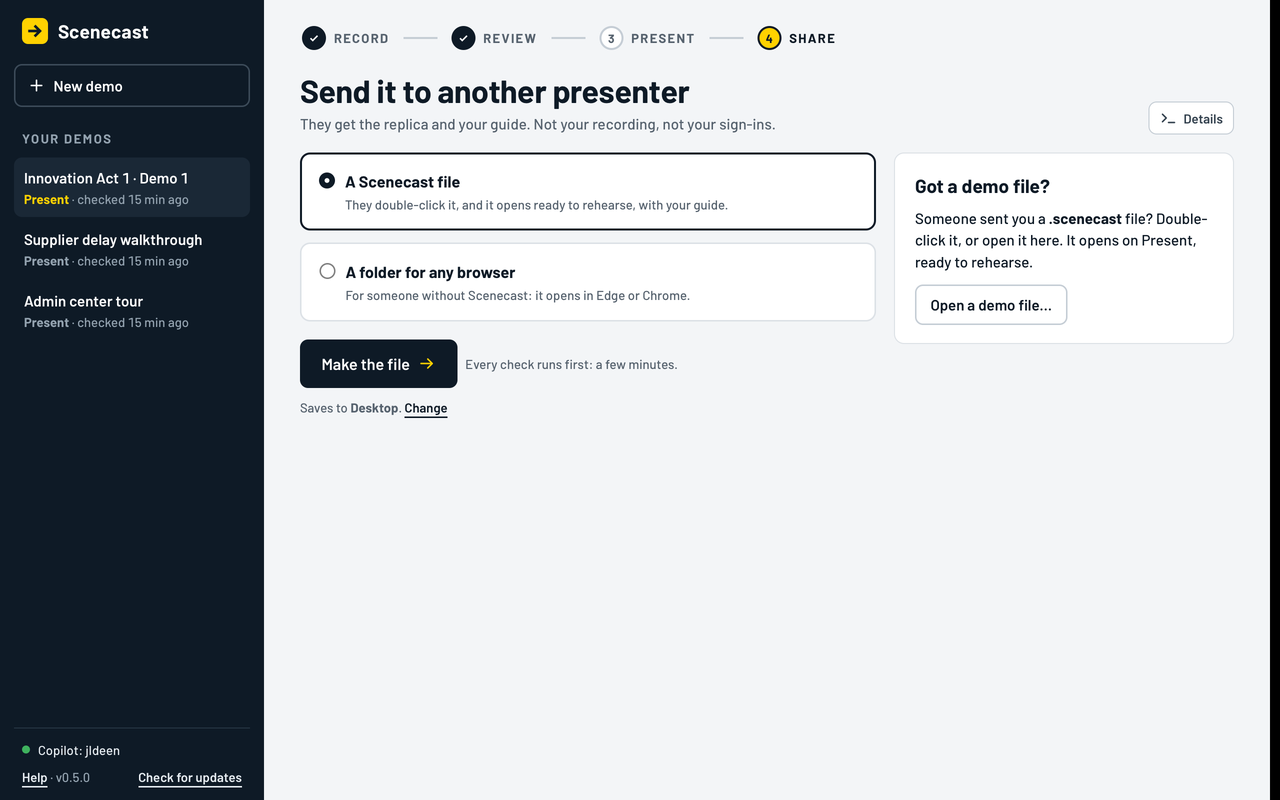 Scenecast
New demo
YOUR DEMOS
Innovation Act 1 · Demo 1
Present · checked 15 min ago
Supplier delay walkthrough
Present · checked 15 min ago
Admin center tour
Present · checked 15 min ago
Copilot: jldeen
Help · v0.5.0
Check for updates
RECORD
REVIEW
3 PRESENT
4 SHARE
Send it to another presenter
They get the replica and your guide. Not your recording, not your sign-ins.
Details
A Scenecast file
They double-click it, and it opens ready to rehearse, with your guide.
A folder for any browser
For someone without Scenecast: it opens in Edge or Chrome.
Make the file
Every check runs first: a few minutes.
Saves to Desktop. Change
Got a demo file?
Someone sent you a .scenecast file? Double-
click it, or open it here. It opens on Present,
ready to rehearse.
Open a demo file...